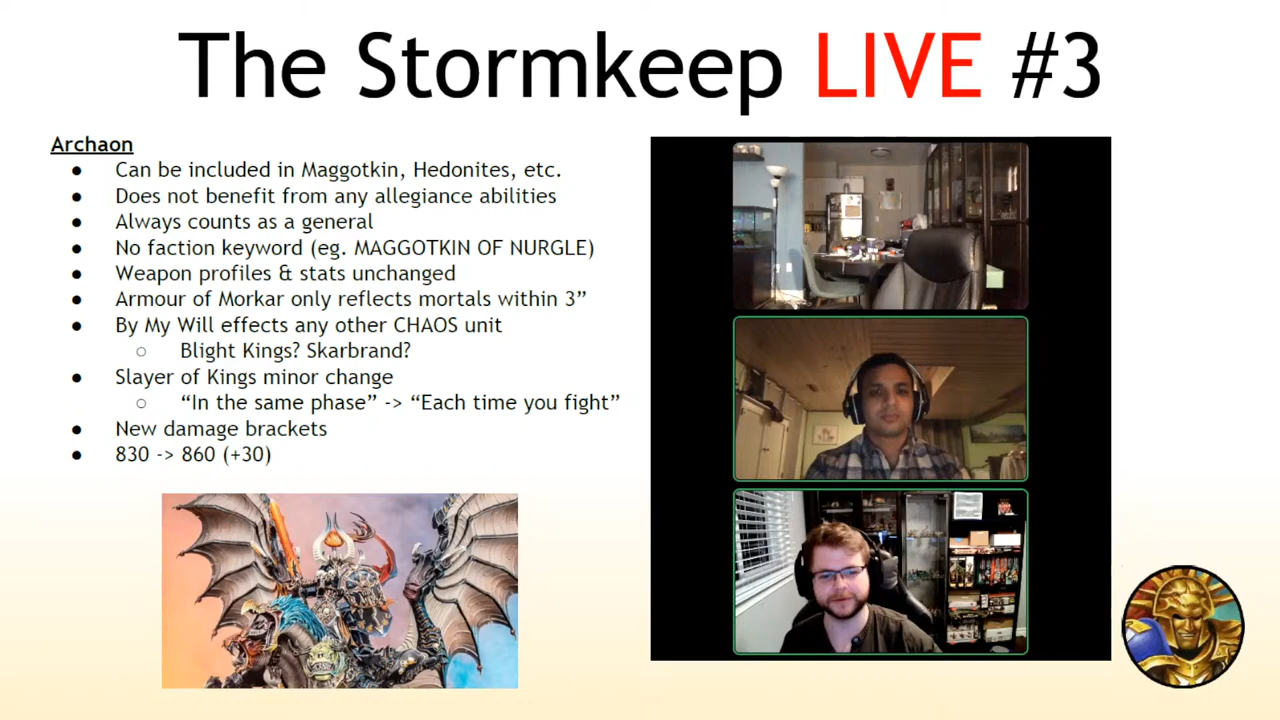 The Stormkeep LIVE #3
Archaon
● Can be included in Maggotkin, Hedonites, etc.
● Does not benefit from any allegiance abilities
● Always counts as a general
● No faction keyword (eg. MAGGOTKIN OF NURGLE)
● Weapon profiles & stats unchanged
● Armour of Morkar only reflects mortals within 3”
● By My Will effects any other CHAOS unit
○ Blight Kings? Skarbrand?
● Slayer of Kings minor change
○ “In the same phase” -> “Each time you fight”
● New damage brackets
● 830 -> 860 (+30)